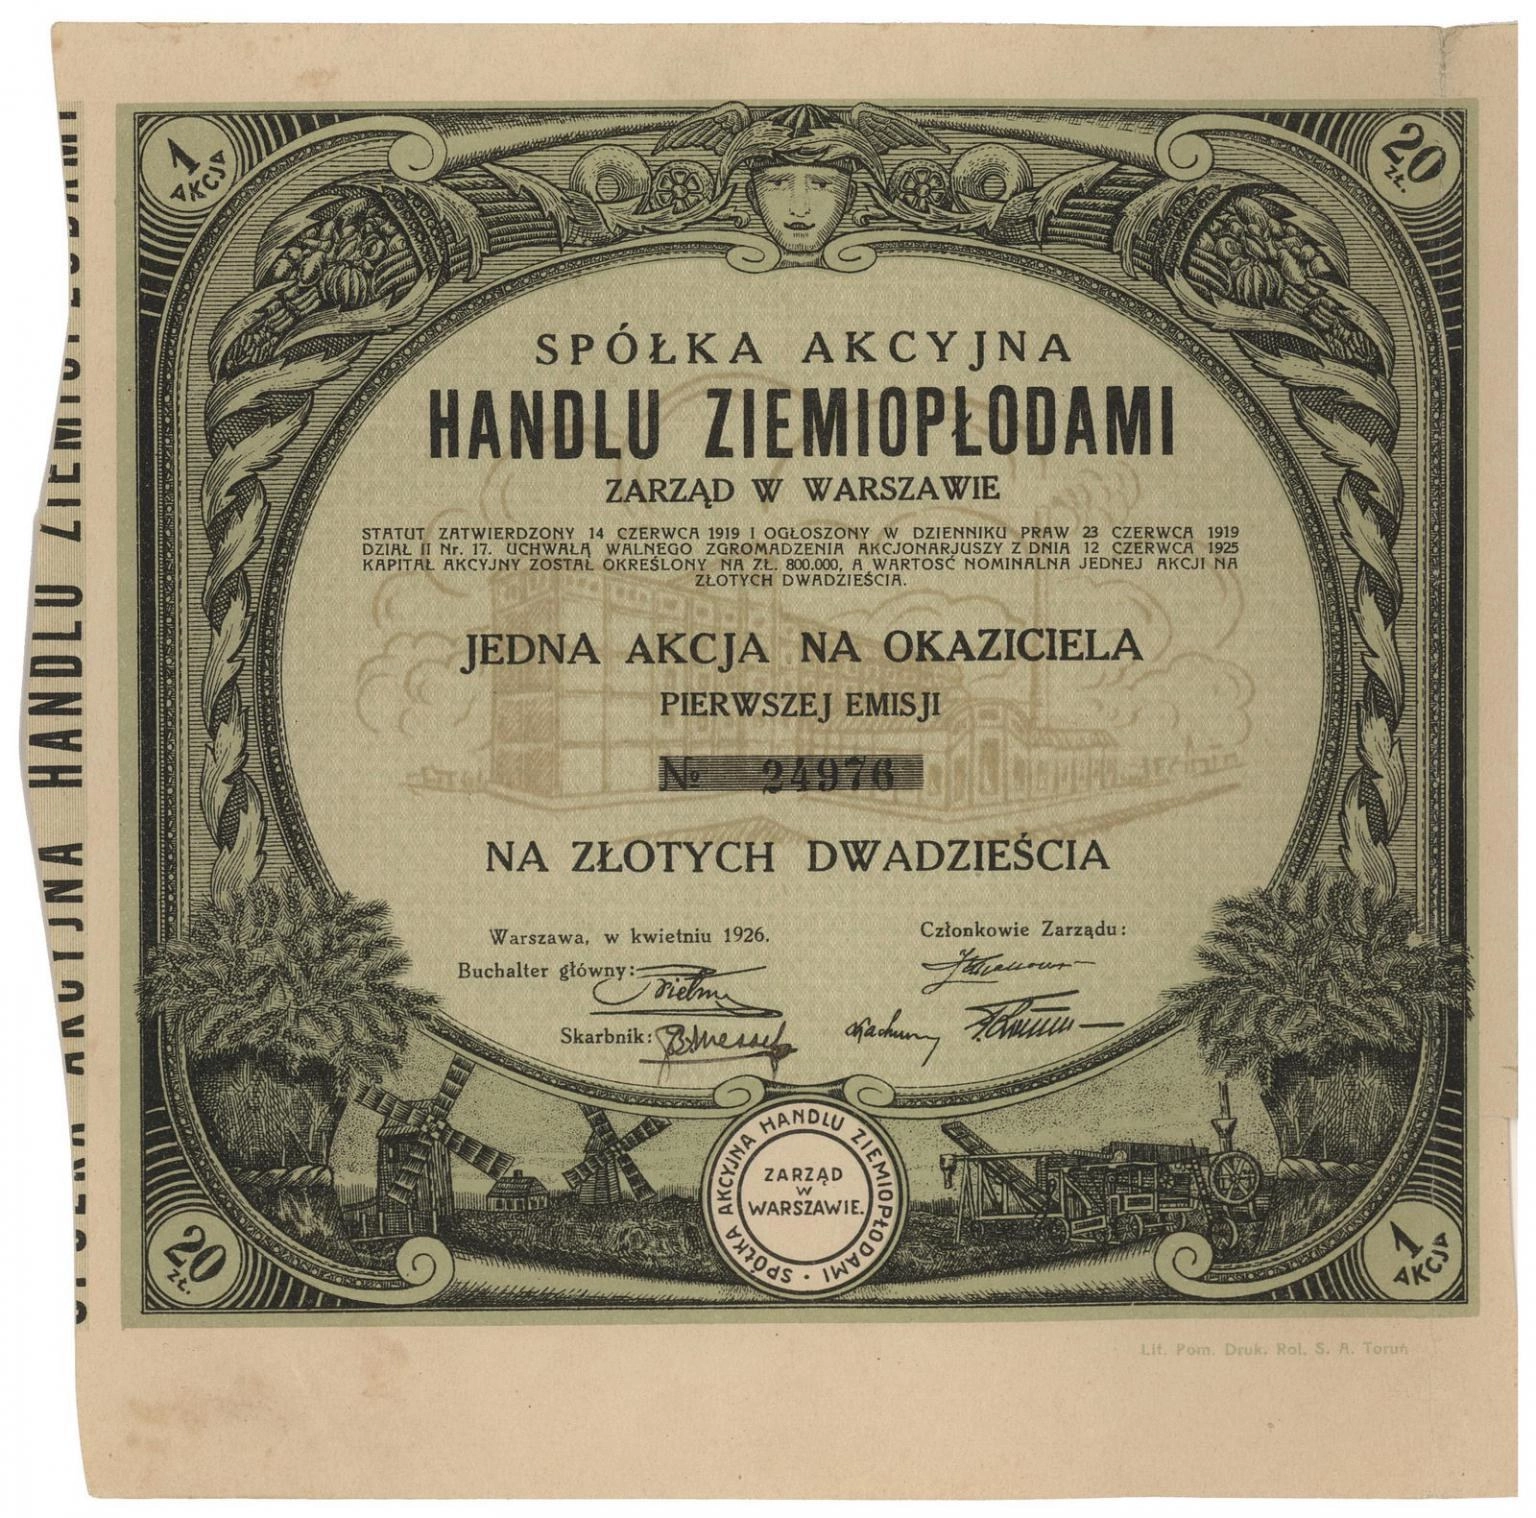 1 AKCJA
20 ZŁ.
SPÓŁKA AKCYJNA
HANDLU ZIEMIOPŁODAMI
ZARZĄD W WARSZAWIE
STATUT ZATWIERDZONY 14 CZERWCA 1919 I OGŁOSZONY W DZIENNIKU PRAW 23 CZERWCA 1919
DZIAŁ II Nr. 17. UCHWAŁĄ WALNEGO ZGROMADZENIA AKCJONARJUSZY Z DNIA 12 CZERWCA 1925
KAPITAŁ AKCYJNY ZOSTAŁ OKREŚLONY NA ZŁ. 800.000, A WARTOŚĆ NOMINALNA JEDNEJ AKCJI NA
ZŁOTYCH DWADZIEŚCIA.
JEDNA AKCJA NA OKAZICIELA
PIERWSZEJ EMISJI
No 24976
NA ZŁOTYCH DWADZIEŚCIA
Warszawa, w kwietniu 1926.
Członkowie Zarządu:
Buchalter główny:
Skarbnik:
SPÓŁKA AKCYJNA HANDLU ZIEMIOPŁODAMI
ZARZĄD
W
WARSZAWIE.
20 ZŁ.
1 AKCJA
Lit. Pom. Druk. Rol. S. A. Toruń
SPÓŁKA AKCYJNA HANDLU ZIEMIOPŁODAMI